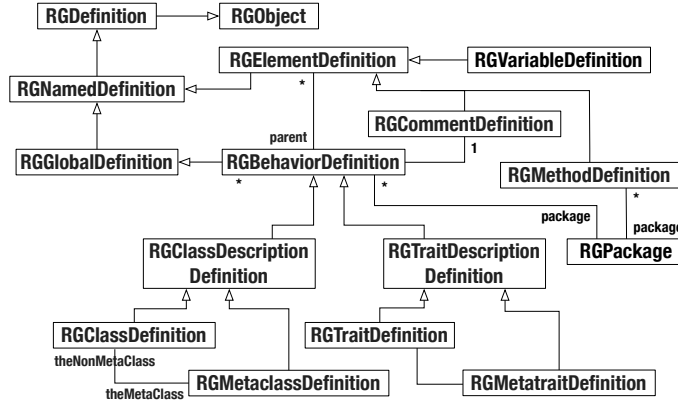 RGDefinition
RGObject
RGElementDefinition
RGVariableDefinition
RGNamedDefinition
*
RGCommentDefinition
parent
1
RGGlobalDefinition
RGBehaviorDefinition
*
*
RGMethodDefinition
*
package
package
RGClassDescription
Definition
RGTraitDescription
Definition
RGPackage
RGClassDefinition
RGTraitDefinition
theNonMetaClass
theMetaClass
RGMetaclassDefinition
RGMetatraitDefinition